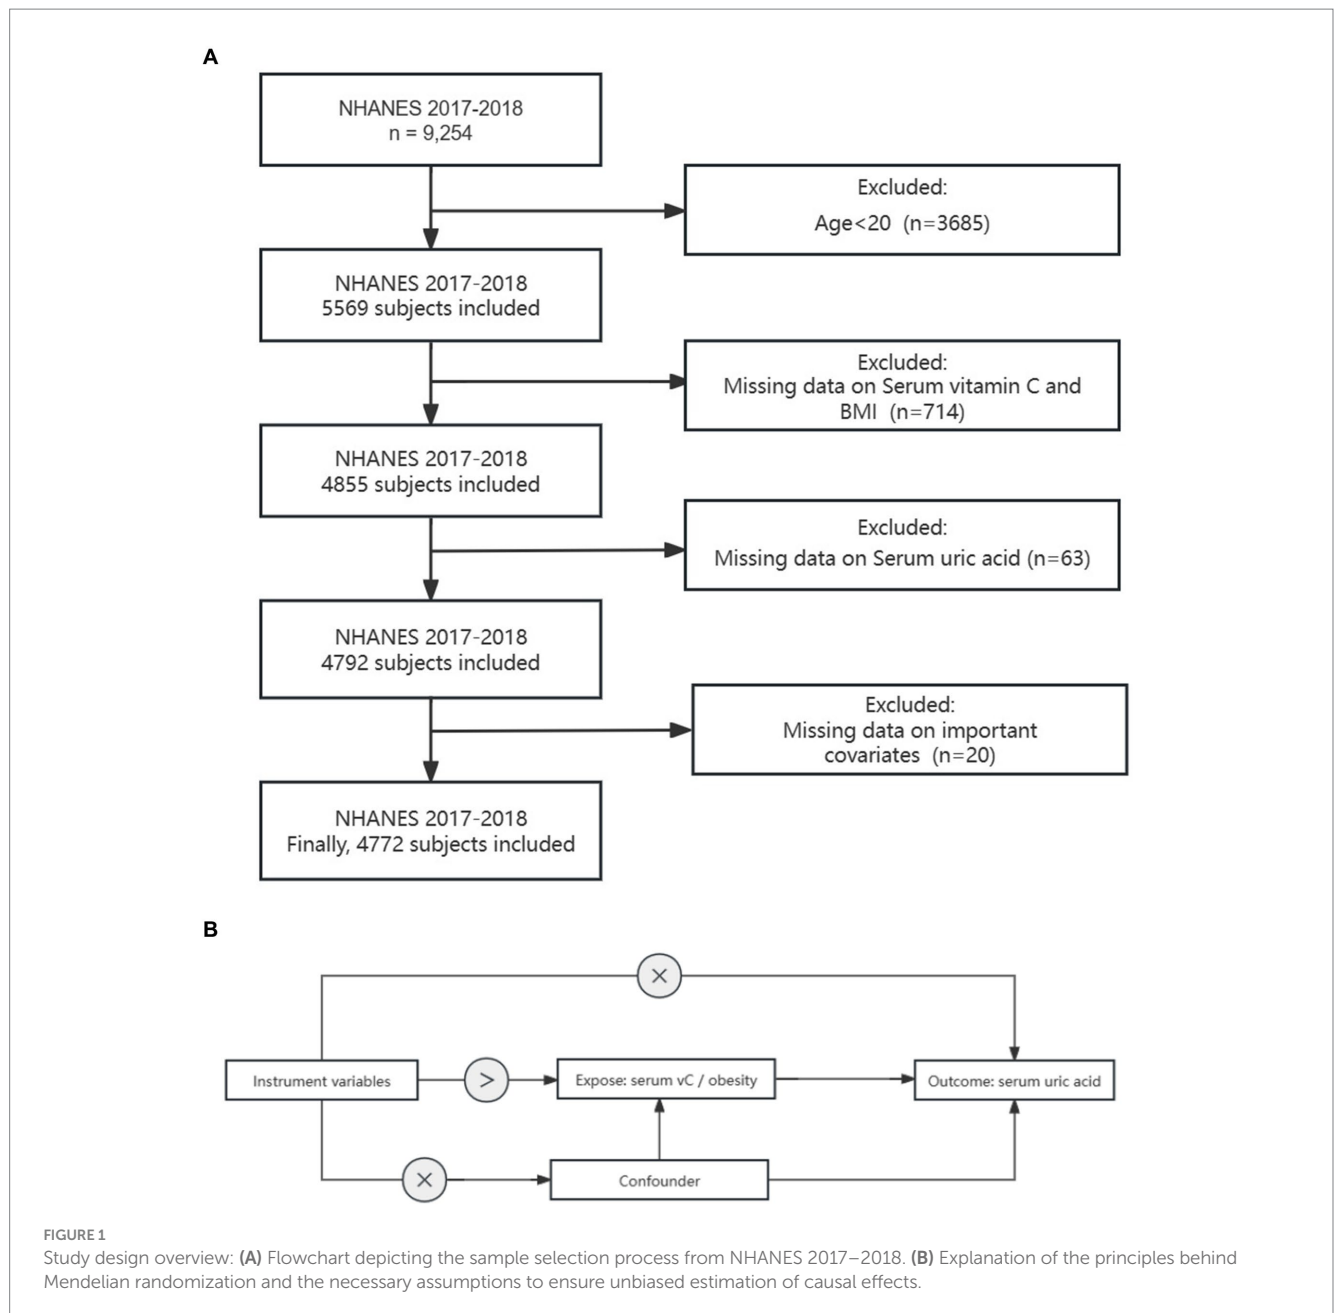 A
NHANES 2017-2018
n = 9,254
Excluded:
Age<20 (n=3685)
NHANES 2017-2018
5569 subjects included
Excluded:
Missing data on Serum vitamin C and
BMI (n=714)
NHANES 2017-2018
4855 subjects included
Excluded:
Missing data on Serum uric acid (n=63)
NHANES 2017-2018
4792 subjects included
Excluded:
Missing data on important
covariates (n=20)
NHANES 2017-2018
Finally, 4772 subjects included
B
Instrument variables
Expose: serum vC / obesity
Outcome: serum uric acid
Confounder
FIGURE 1
Study design overview: (A) Flowchart depicting the sample selection process from NHANES 2017–2018. (B) Explanation of the principles behind
Mendelian randomization and the necessary assumptions to ensure unbiased estimation of causal effects.